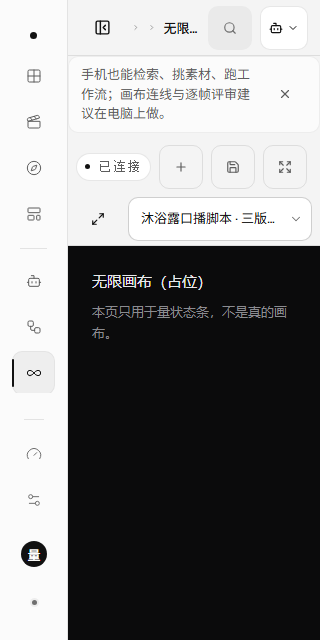 无限...
手机也能检索、挑素材、跑工
作流；画布连线与逐帧评审建
议在电脑上做。
已连接
沐浴露口播脚本 · 三版...
无限画布（占位）
本页只用于量状态条，不是真的画
布。
量